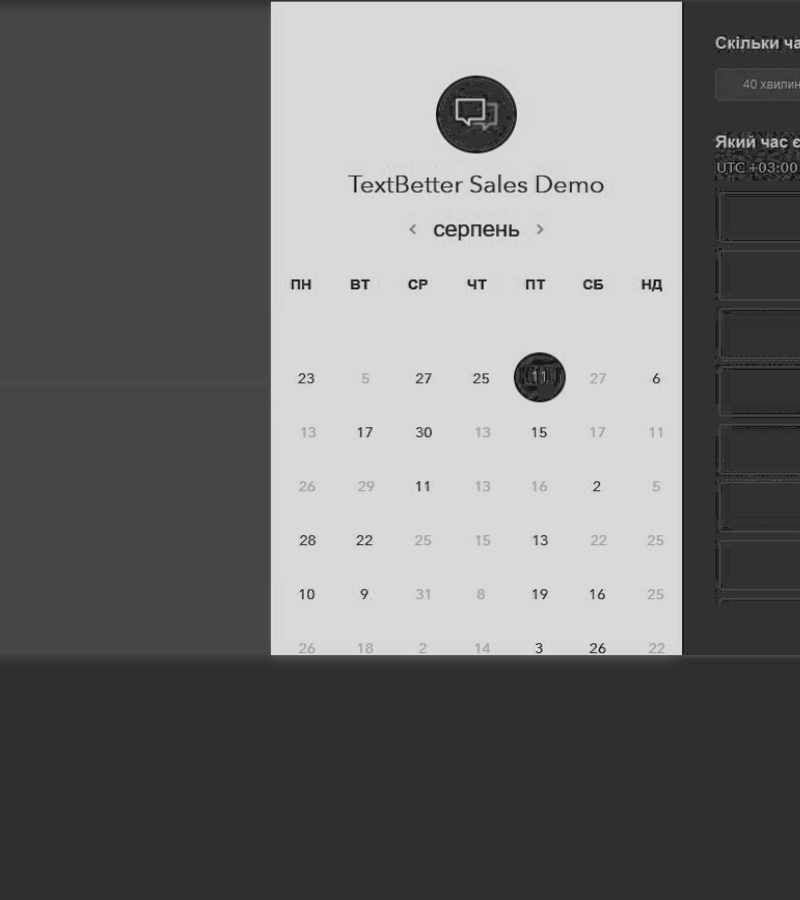 TextBetter Sales Demo
серпень
ПН ВТ СР ЧТ ПТ СБ НД
23 5 27 25 11 27 6
13 17 30 13 15 17 11
26 29 11 13 16 2 5
28 22 25 15 13 22 25
10 9 31 8 19 16 25
26 18 2 14 3 26 22
Скільки ча
40 хвилин
Який час є
UTC +03:00